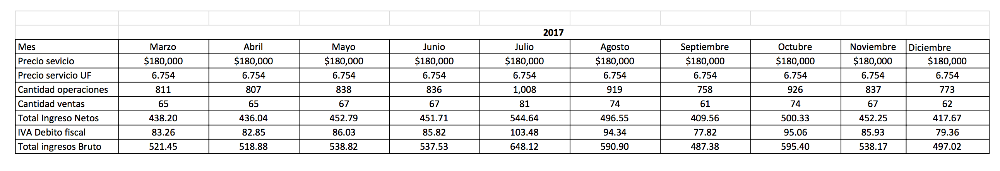 2017
Mes Marzo Abril Mayo Junio Julio Agosto Septiembre Octubre Noviembre Diciembre
Precio sevicio $180,000 $180,000 $180,000 $180,000 $180,000 $180,000 $180,000 $180,000 $180,000 $180,000
Precio servicio UF 6.754 6.754 6.754 6.754 6.754 6.754 6.754 6.754 6.754 6.754
Cantidad operaciones 811 807 838 836 1,008 919 758 926 837 773
Cantidad ventas 65 65 67 67 81 74 61 74 67 62
Total Ingreso Netos 438.20 436.04 452.79 451.71 544.64 496.55 409.56 500.33 452.25 417.67
IVA Debito fiscal 83.26 82.85 86.03 85.82 103.48 94.34 77.82 95.06 85.93 79.36
Total ingresos Bruto 521.45 518.88 538.82 537.53 648.12 590.90 487.38 595.40 538.17 497.02